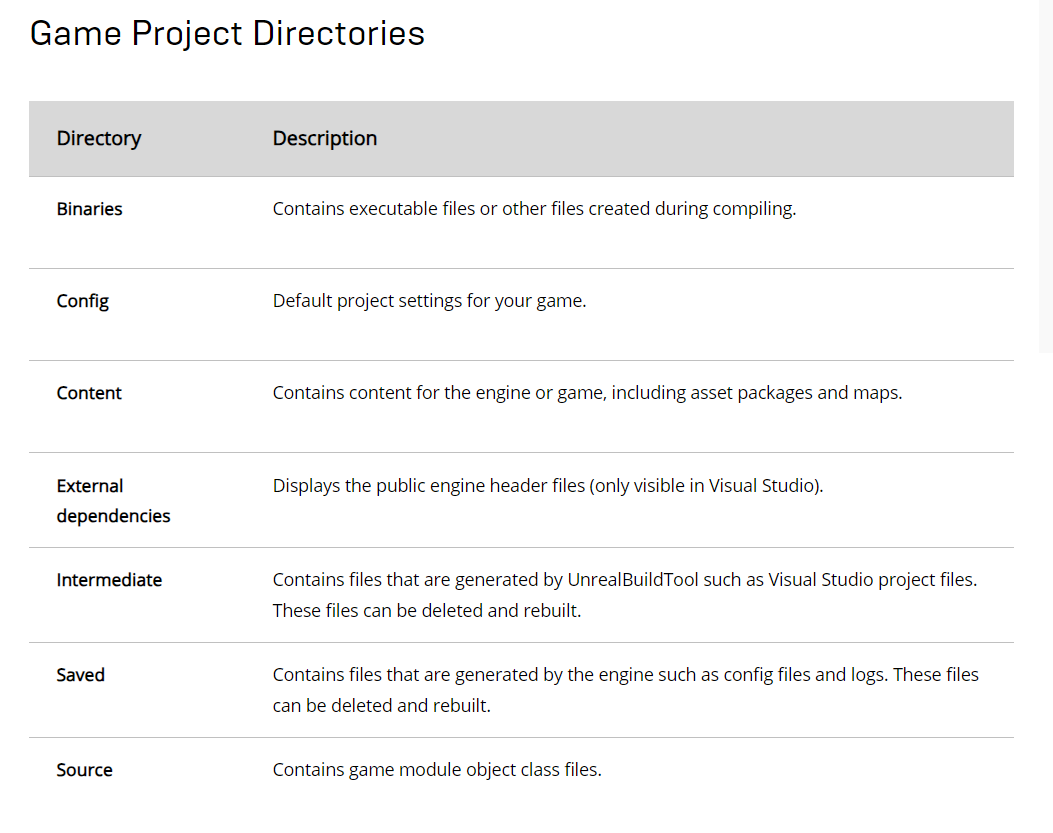 Game Project Directories
Directory Description
Binaries Contains executable files or other files created during compiling.
Config Default project settings for your game.
Content Contains content for the engine or game, including asset packages and maps.
External Displays the public engine header files (only visible in Visual Studio).
dependencies
Intermediate Contains files that are generated by UnrealBuildTool such as Visual Studio project files.
These files can be deleted and rebuilt.
Saved Contains files that are generated by the engine such as config files and logs. These files
can be deleted and rebuilt.
Source Contains game module object class files.